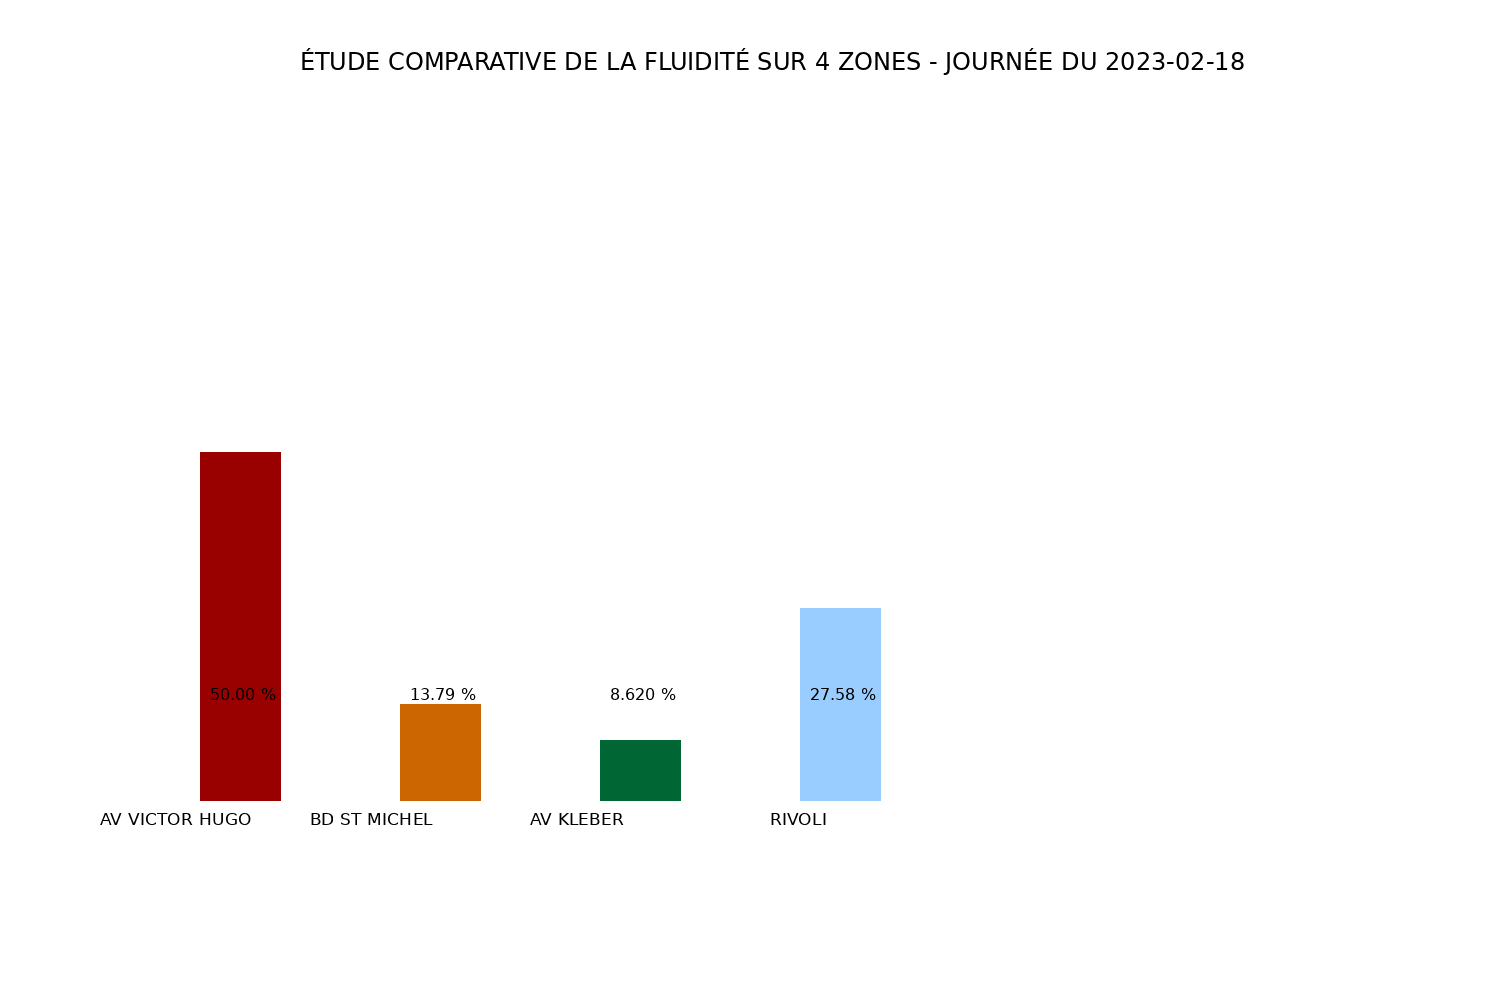 ÉTUDE COMPARATIVE DE LA FLUIDITÉ SUR 4 ZONES - JOURNÉE DU 2023-02-18
50.00 % 13.79 % 8.620 % 27.58 %
AV VICTOR HUGO BD ST MICHEL AV KLEBER RIVOLI